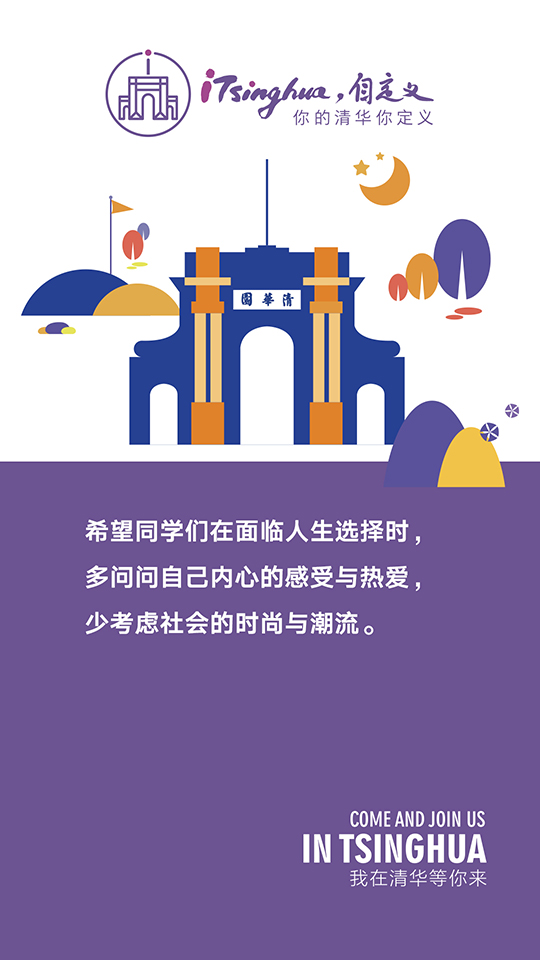 iTsinghua，自定义
你的清华你定义
園華清
希望同学们在面临人生选择时，
多问问自己内心的感受与热爱，
少考虑社会的时尚与潮流。
COME AND JOIN US
IN TSINGHUA
我在清华等你来